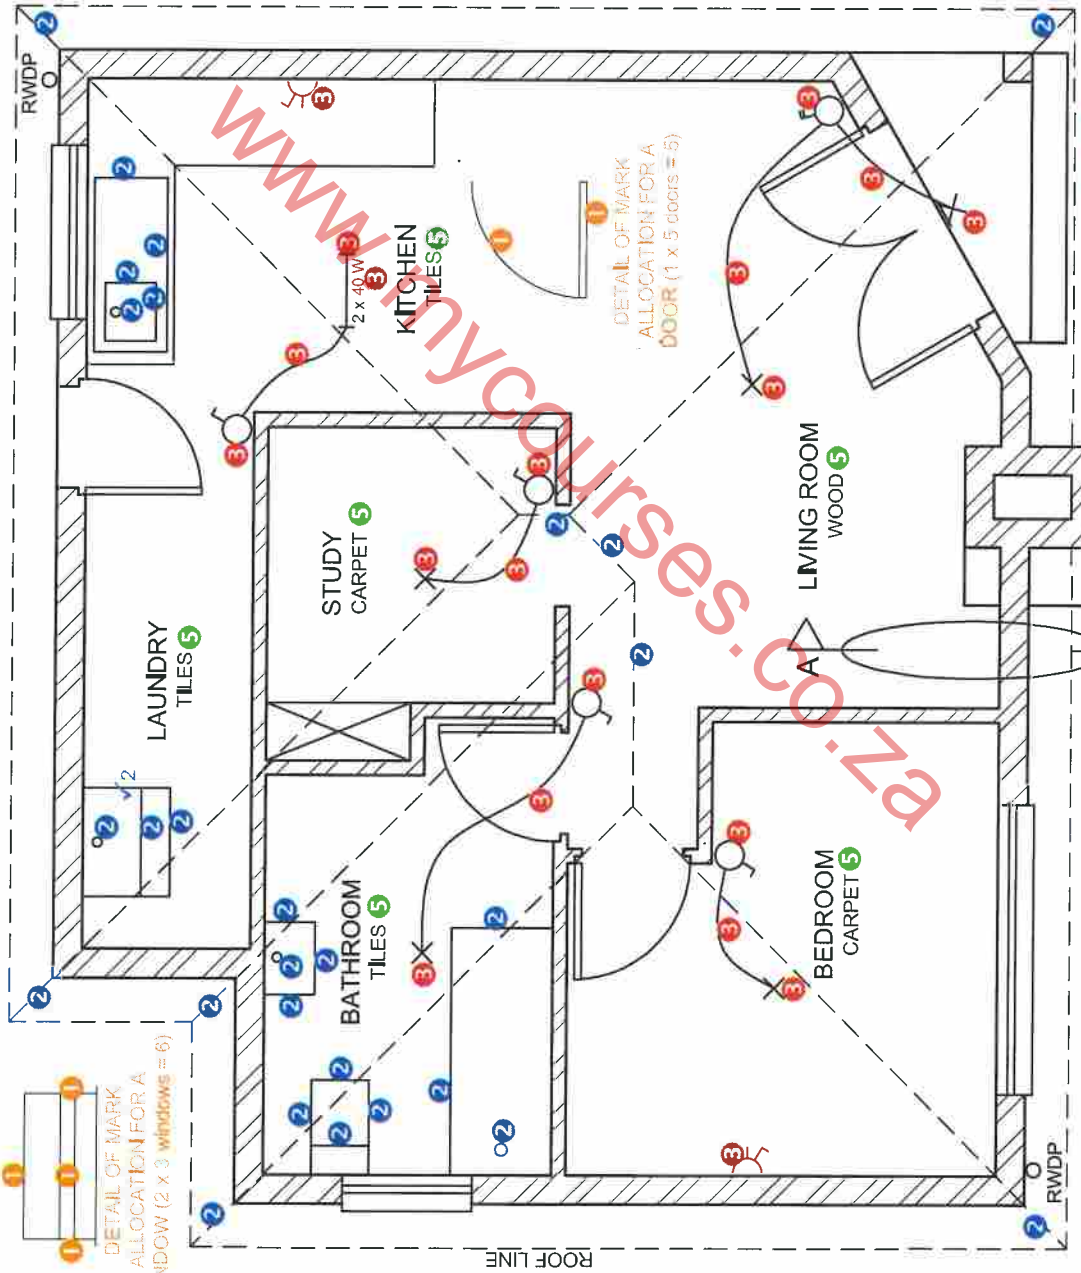 RWDP
2 x 40 W
KITCHEN
TILES
DETAIL OF MARK
ALLOCATION FOR A
DOOR (1 x 5 doors = 5)
STUDY
CARPET
LAUNDRY
TILES
√2
LIVING ROOM
WOOD
A
BATHROOM
TILES
BEDROOM
CARPET
DETAIL OF MARK
ALLOCATION FOR A
NDOW (2 x 3 windows = 6)
ROOF LINE
RWDP
www.mycourses.co.za